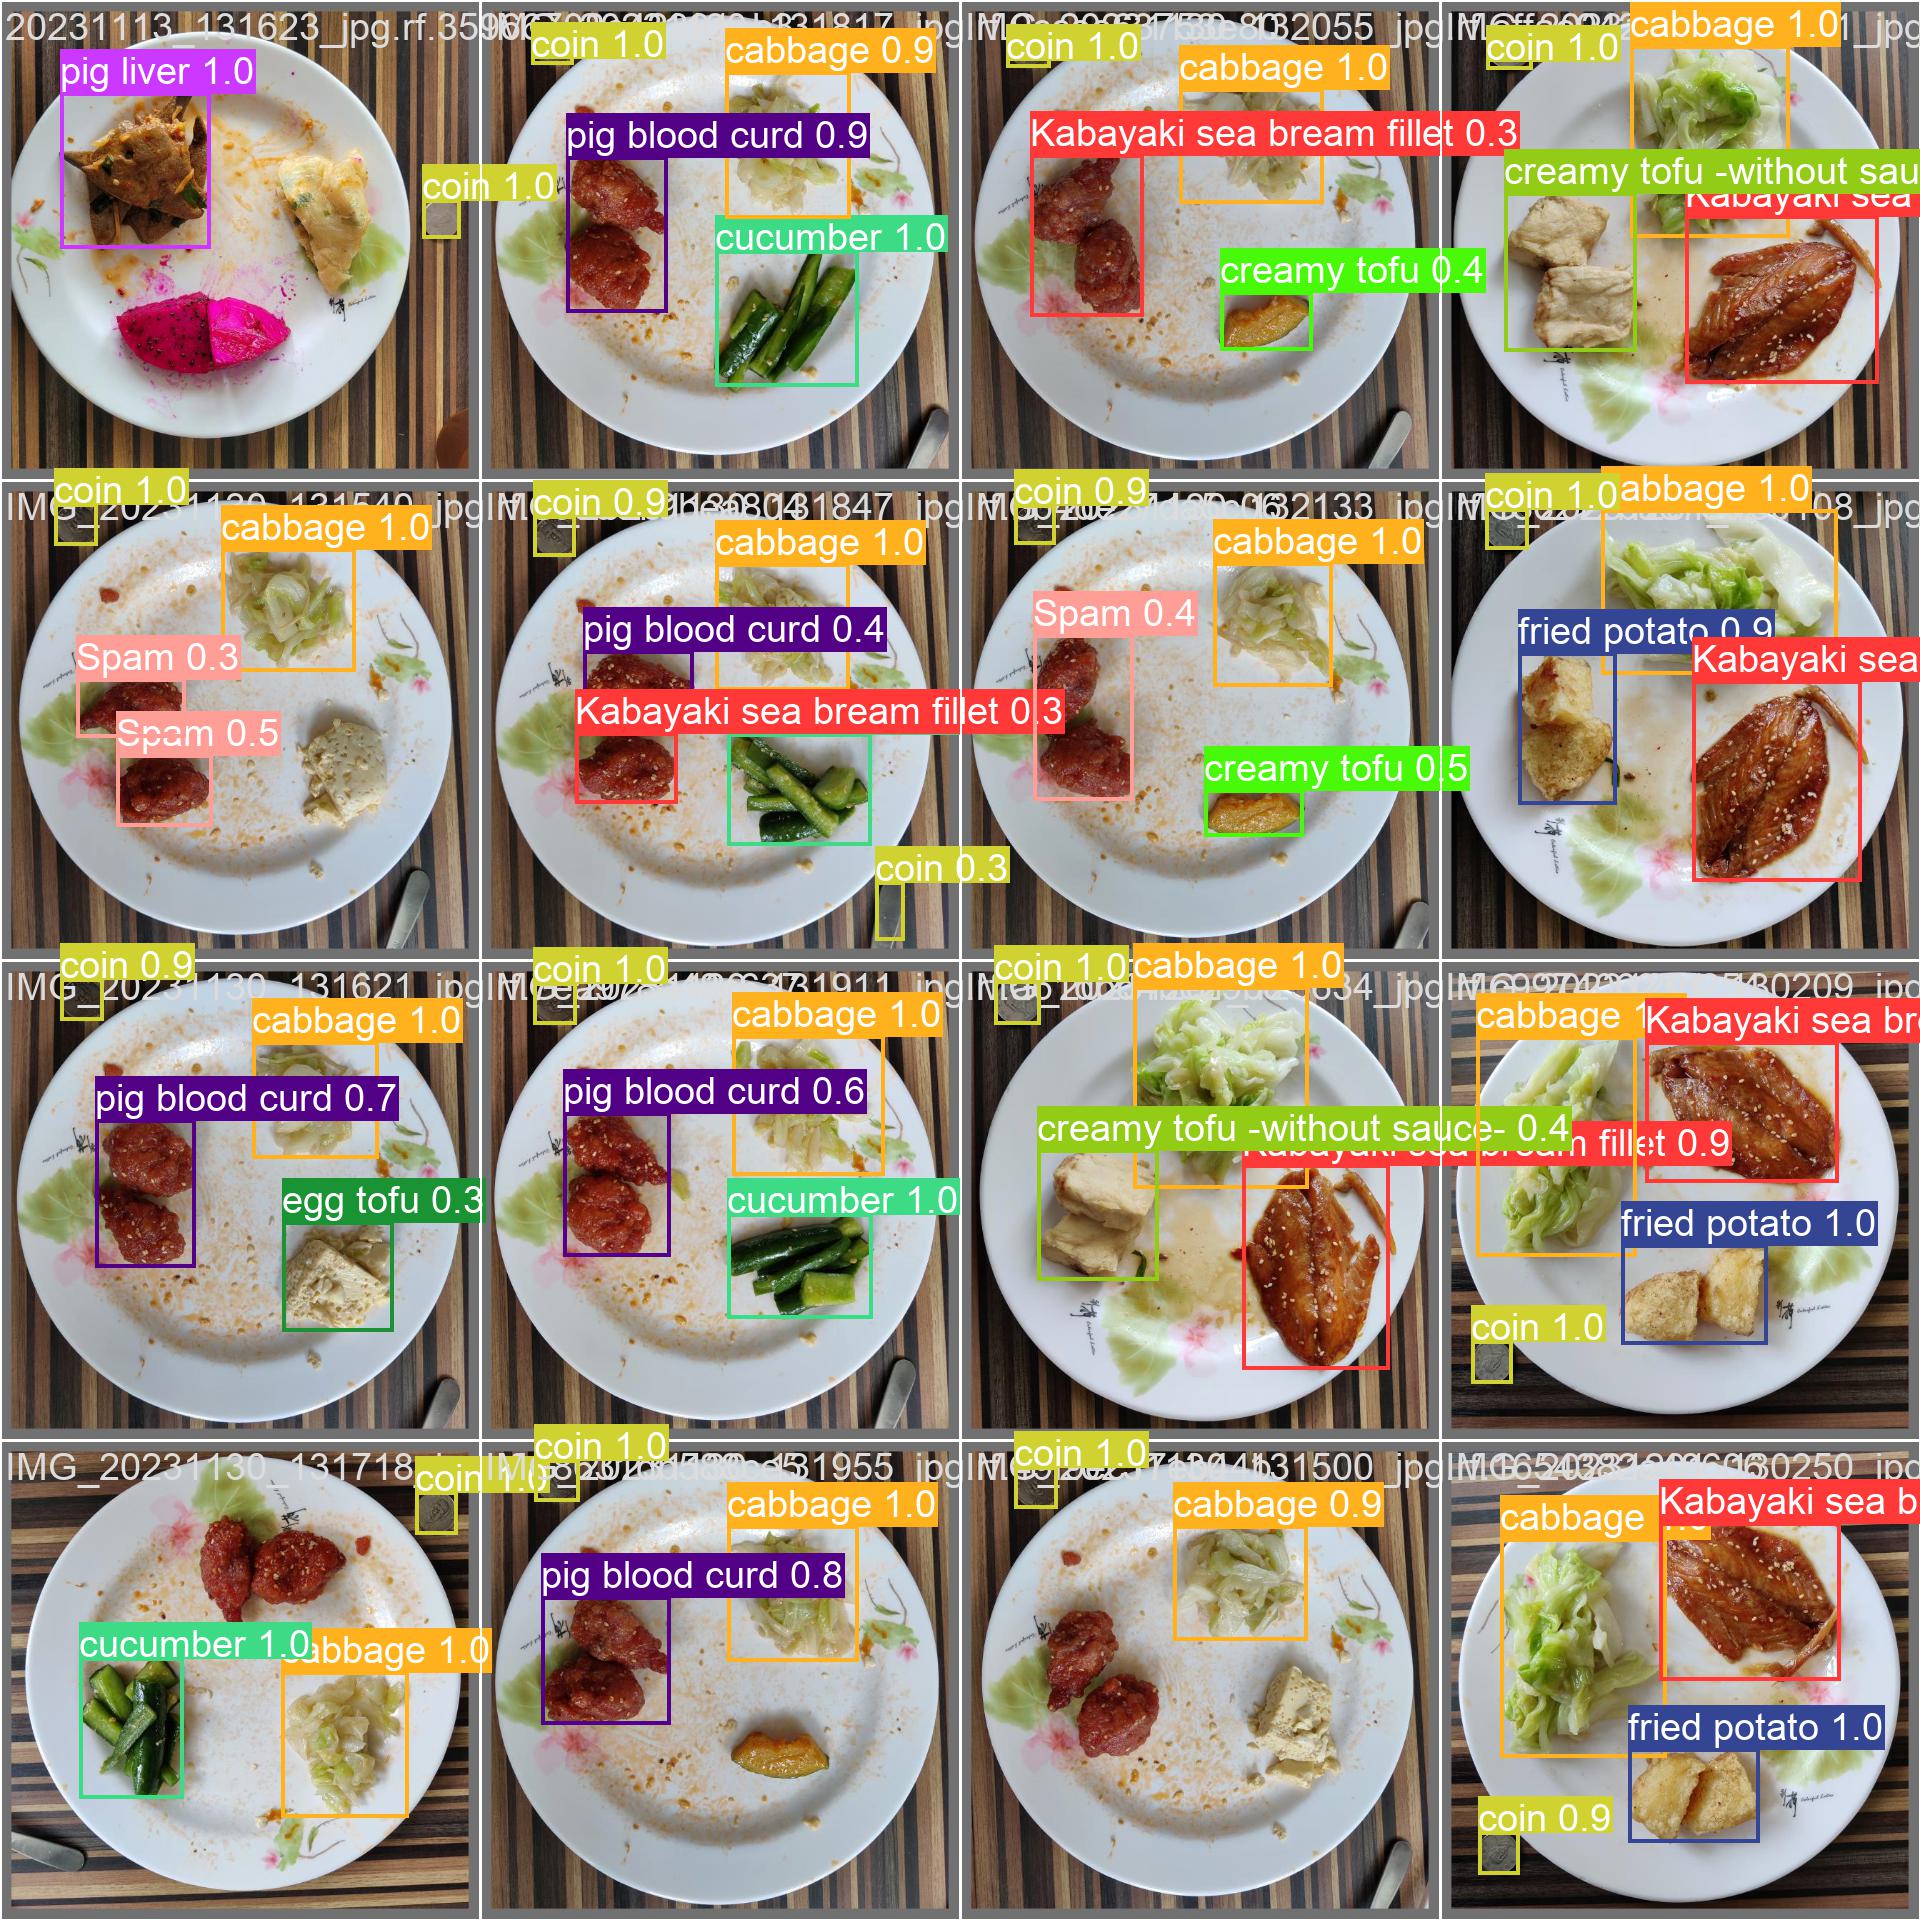 20231113_131623_jpg.rf.359
pig liver 1.0
coin 1.0
coin 1.0
cabbage 0.9
pig blood curd 0.9
cucumber 1.0
coin 1.0
cabbage 1.0
Kabayaki sea bream fillet 0.3
creamy tofu 0.4
coin 1.0
cabbage 1.0
creamy tofu -without sau
Kabayaki sea
coin 1.0
cabbage 1.0
Spam 0.3
Spam 0.5
coin 0.9
cabbage 1.0
pig blood curd 0.4
Kabayaki sea bream fillet 0.3
coin 0.3
coin 0.9
cabbage 1.0
Spam 0.4
creamy tofu 0.5
coin 1.0
abbage 1.0
fried potato 0.9
Kabayaki sea
IMG_20231130_131621_jpg
coin 0.9
cabbage 1.0
pig blood curd 0.7
egg tofu 0.3
coin 1.0
cabbage 1.0
pig blood curd 0.6
cucumber 1.0
coin 1.0
cabbage 1.0
creamy tofu -without sauce- 0.4
Kabayaki sea bream fillet 0.9
cabbage
Kabayaki sea bre
fried potato 1.0
coin 1.0
IMG_20231130_131718
coin 1.0
cucumber 1.0
abbage 1.0
coin 1.0
cabbage 1.0
pig blood curd 0.8
coin 1.0
cabbage 0.9
cabbage
Kabayaki sea b
fried potato 1.0
coin 0.9